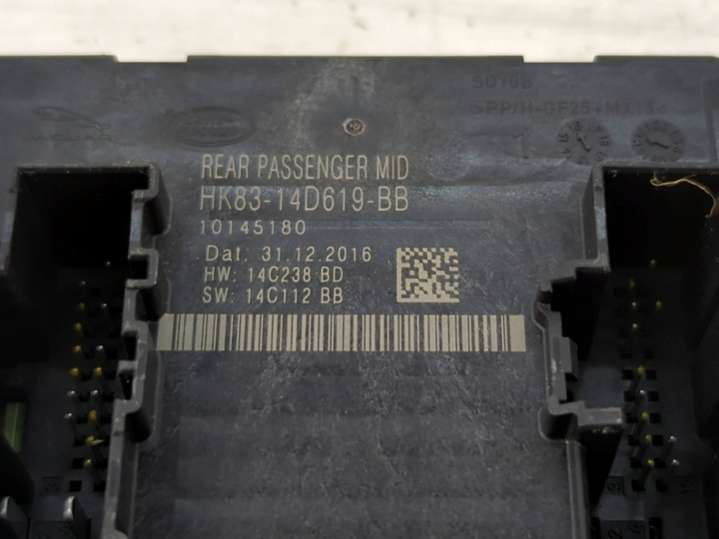 REAR PASSENGER MID
HK83-14D619-BB
10145180
Dat: 31.12.2016
HW: 14C238 BD
SW: 14C112 BB